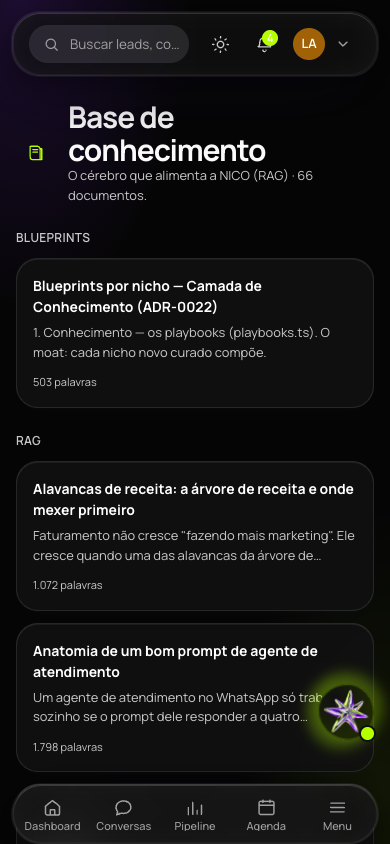 Buscar leads, co...
4
LA
Base de
conhecimento
O cérebro que alimenta a NICO (RAG) · 66
documentos.
BLUEPRINTS
Blueprints por nicho — Camada de
Conhecimento (ADR-0022)
1. Conhecimento — os playbooks (playbooks.ts). O
moat: cada nicho novo curado compõe.
503 palavras
RAG
Alavancas de receita: a árvore de receita e onde
mexer primeiro
Faturamento não cresce "fazendo mais marketing". Ele
cresce quando uma das alavancas da árvore de...
1.072 palavras
Anatomia de um bom prompt de agente de
atendimento
Um agente de atendimento no WhatsApp só
sozinho se o prompt dele responder a quatro...
1.798 palavras
Dashboard
Conversas
Pipeline
Agenda
Menu